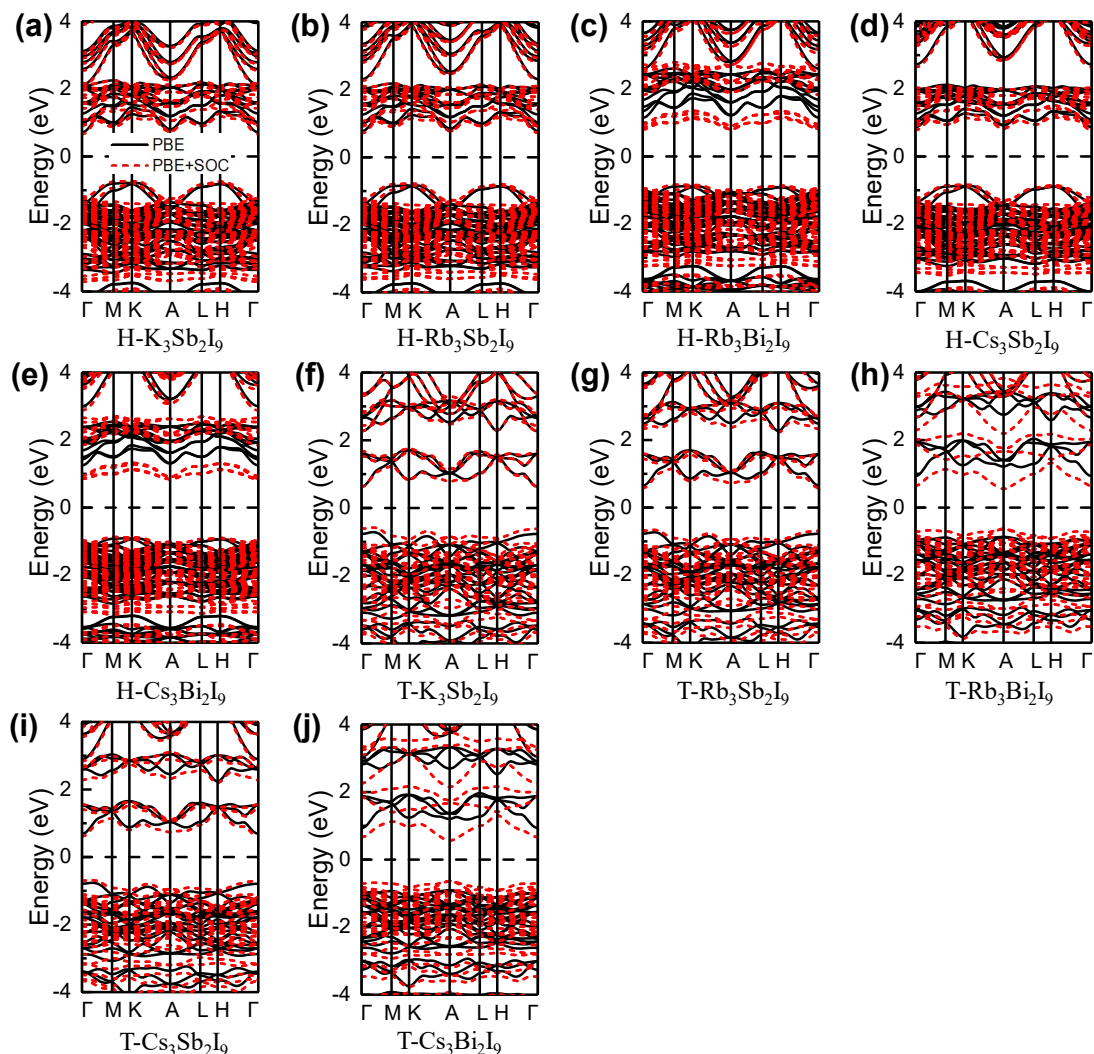 (a) (b) (c) (d)
Energy (eV)
4
2
0
-2
-4
PBE
PBE+SOC
Γ M K A L H Γ
H-K₃Sb₂I₉
4
2
0
-2
-4
Energy (eV)
Γ M K A L H Γ
H-Rb₃Sb₂I₉
4
2
0
-2
-4
Energy (eV)
Γ M K A L H Γ
H-Rb₃Bi₂I₉
4
2
0
-2
-4
Energy (eV)
Γ M K A L H Γ
H-Cs₃Sb₂I₉
(e) (f) (g) (h)
4
2
0
-2
-4
Energy (eV)
Γ M K A L H Γ
H-Cs₃Bi₂I₉
4
2
0
-2
-4
Energy (eV)
Γ M K A L H Γ
T-K₃Sb₂I₉
4
2
0
-2
-4
Energy (eV)
Γ M K A L H Γ
T-Rb₃Sb₂I₉
4
2
0
-2
-4
Energy (eV)
Γ M K A L H Γ
T-Rb₃Bi₂I₉
(i) (j)
4
2
0
-2
-4
Energy (eV)
Γ M K A L H Γ
T-Cs₃Sb₂I₉
4
2
0
-2
-4
Energy (eV)
Γ M K A L H Γ
T-Cs₃Bi₂I₉